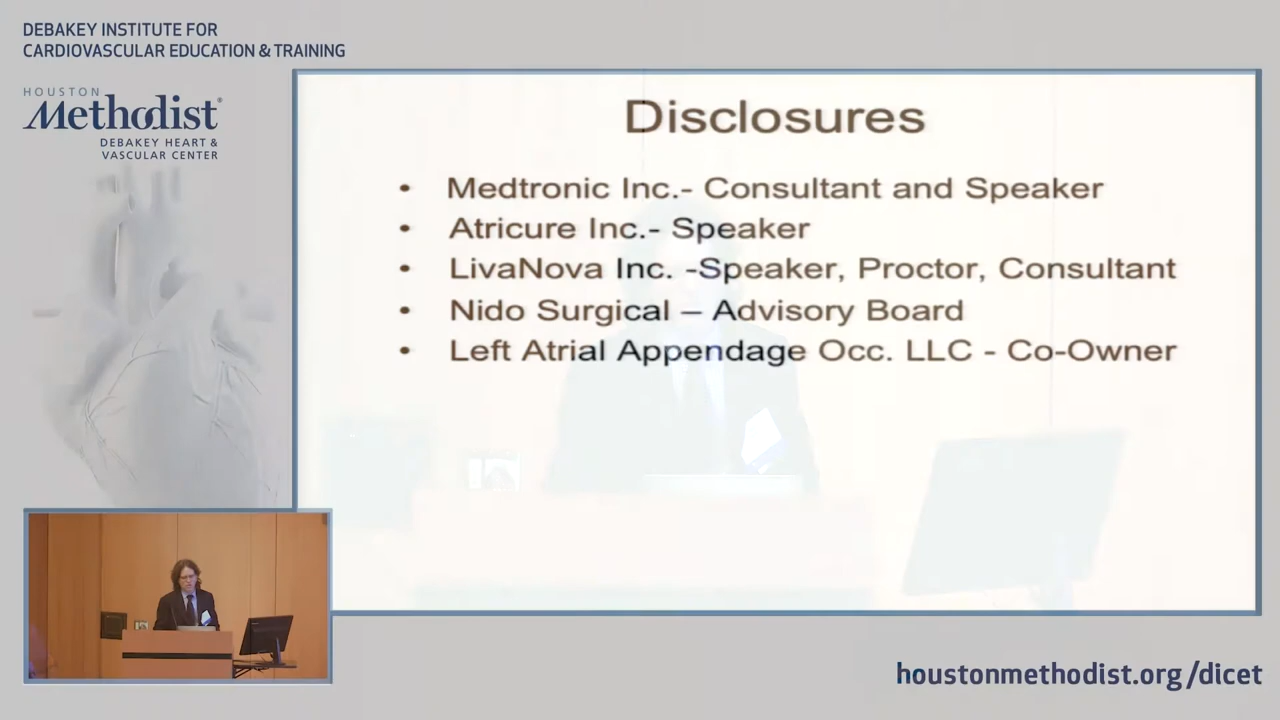 DEBAKEY INSTITUTE FOR
CARDIOVASCULAR EDUCATION & TRAINING
HOUSTON
Methodist®
DEBAKEY HEART &
VASCULAR CENTER
Disclosures
• Medtronic Inc.- Consultant and Speaker
• Atricure Inc.- Speaker
• LivaNova Inc. -Speaker, Proctor, Consultant
• Nido Surgical – Advisory Board
• Left Atrial Appendage Occ. LLC - Co-Owner
houstonmethodist.org/dicet